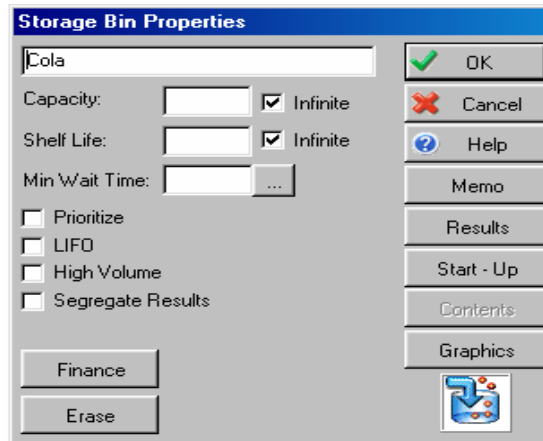 Storage Bin Properties
Cola
Capacity: Infinite
Shelf Life: Infinite
Min Wait Time: ...
Prioritize
LIFO
High Volume
Segregate Results
Finance
Erase
OK
Cancel
Help
Memo
Results
Start - Up
Contents
Graphics